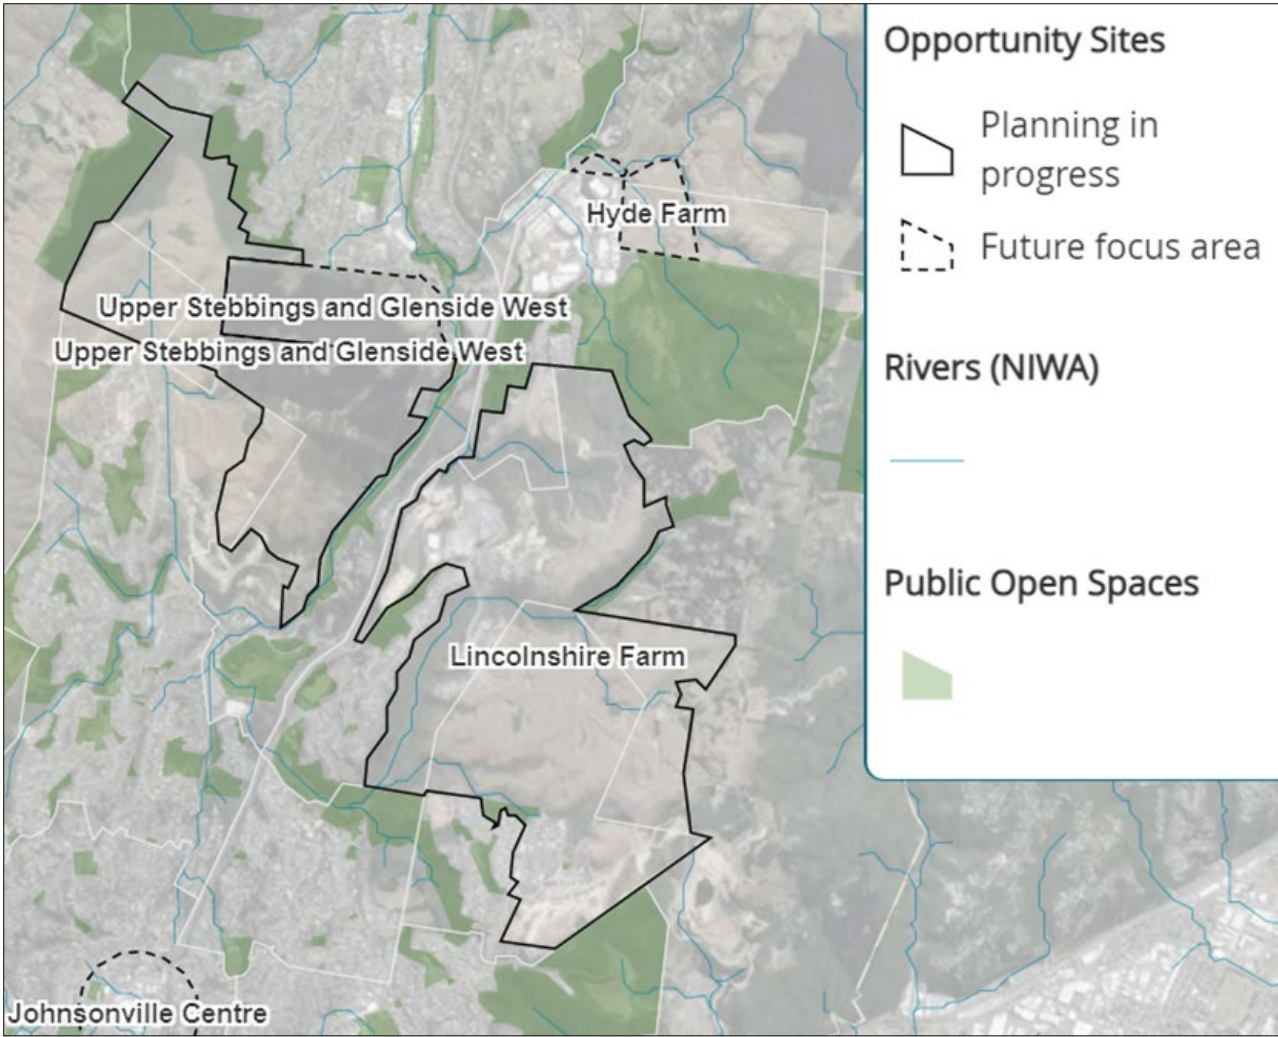 Opportunity Sites
Planning in
progress
Future focus area
Rivers (NIWA)
Public Open Spaces
Hyde Farm
Upper Stebbings and Glenside West
Upper Stebbings and Glenside West
Lincolnshire Farm
Johnsonville Centre